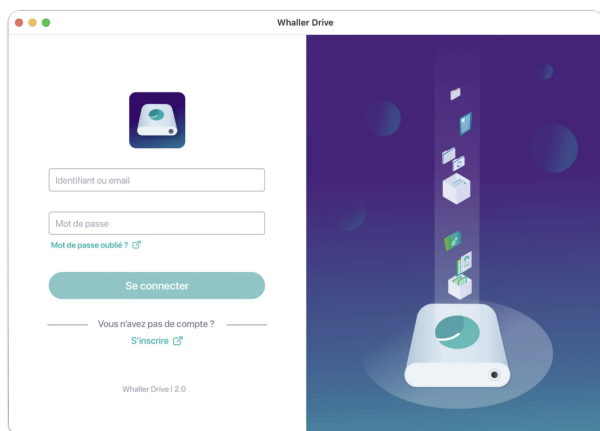 Whaller Drive
Identifiant ou email
Mot de passe
Mot de passe oublié ?
Se connecter
Vous n'avez pas de compte ?
S'inscrire
Whaller Drive | 2.0